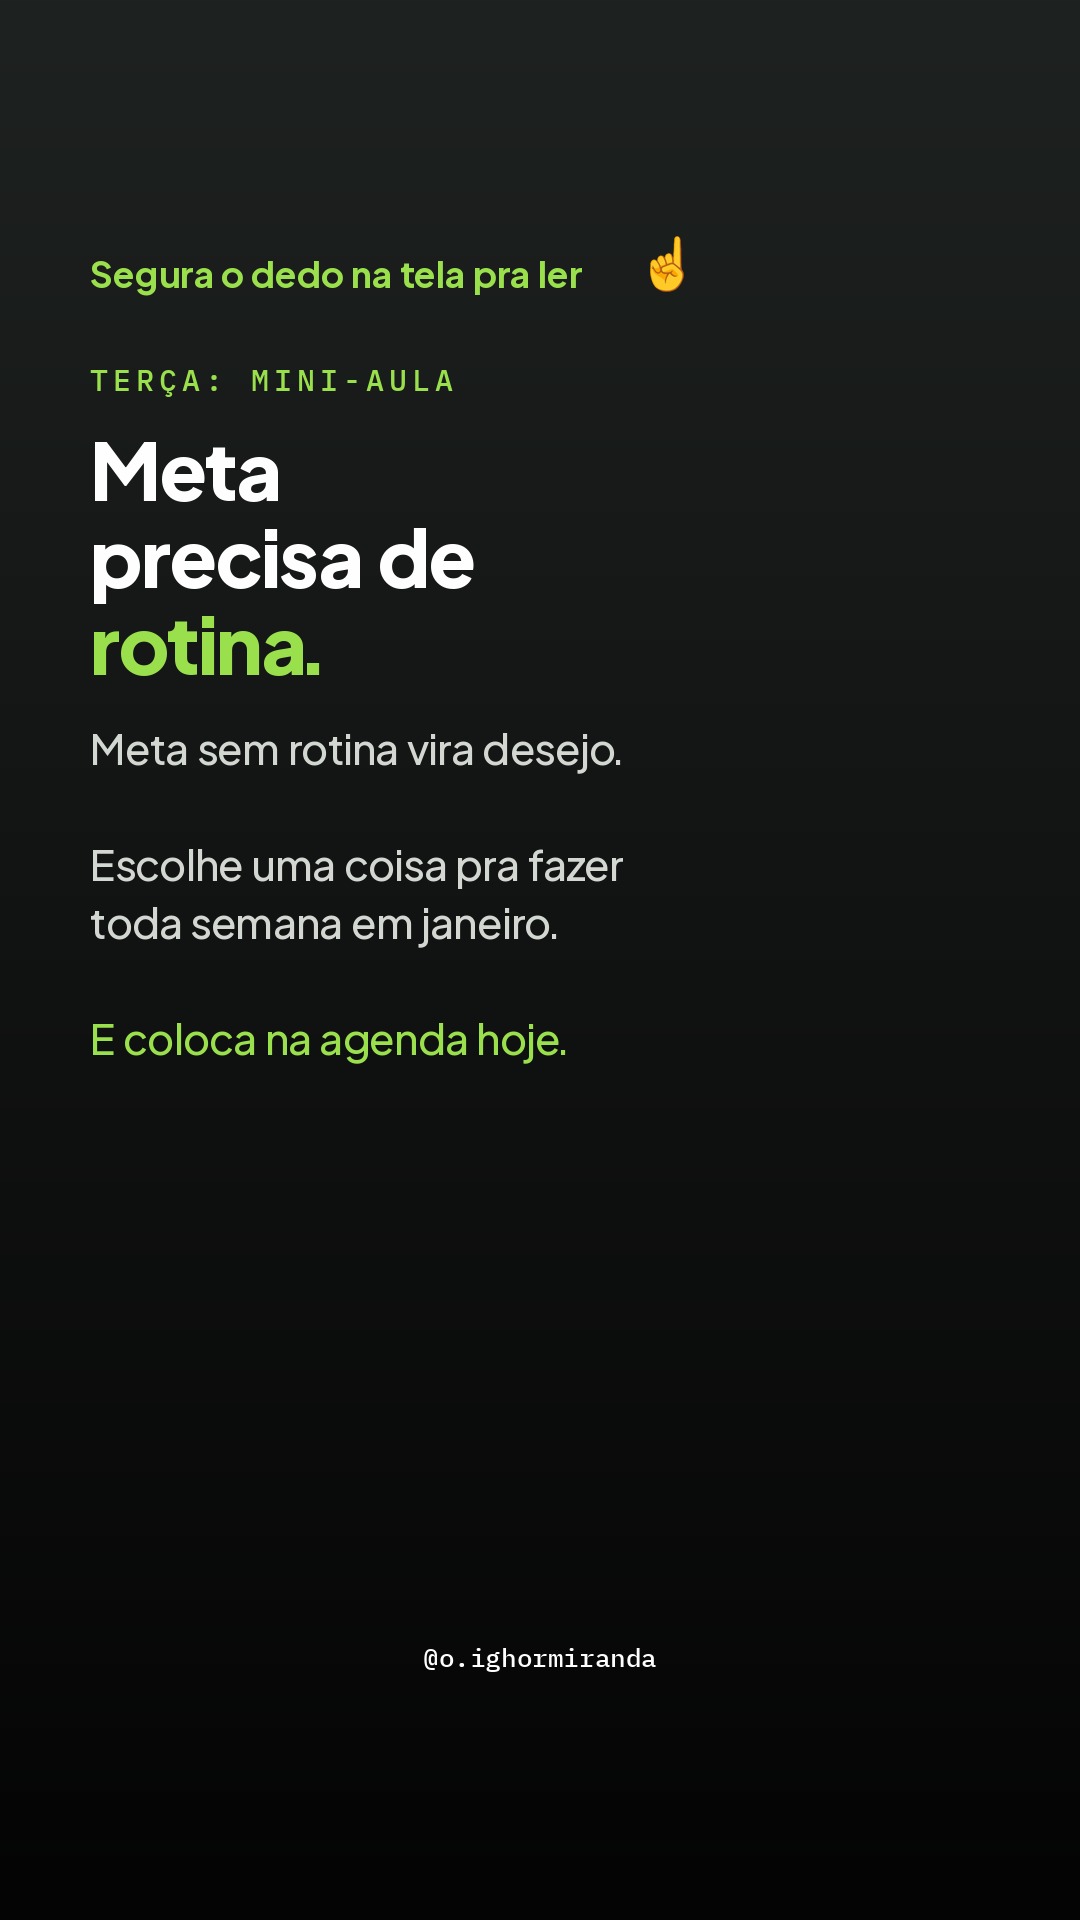 Segura o dedo na tela pra ler ☝️
TERÇA: MINI-AULA
Meta
precisa de
rotina.
Meta sem rotina vira desejo.
Escolhe uma coisa pra fazer
toda semana em janeiro.
E coloca na agenda hoje.
@o.ighormiranda